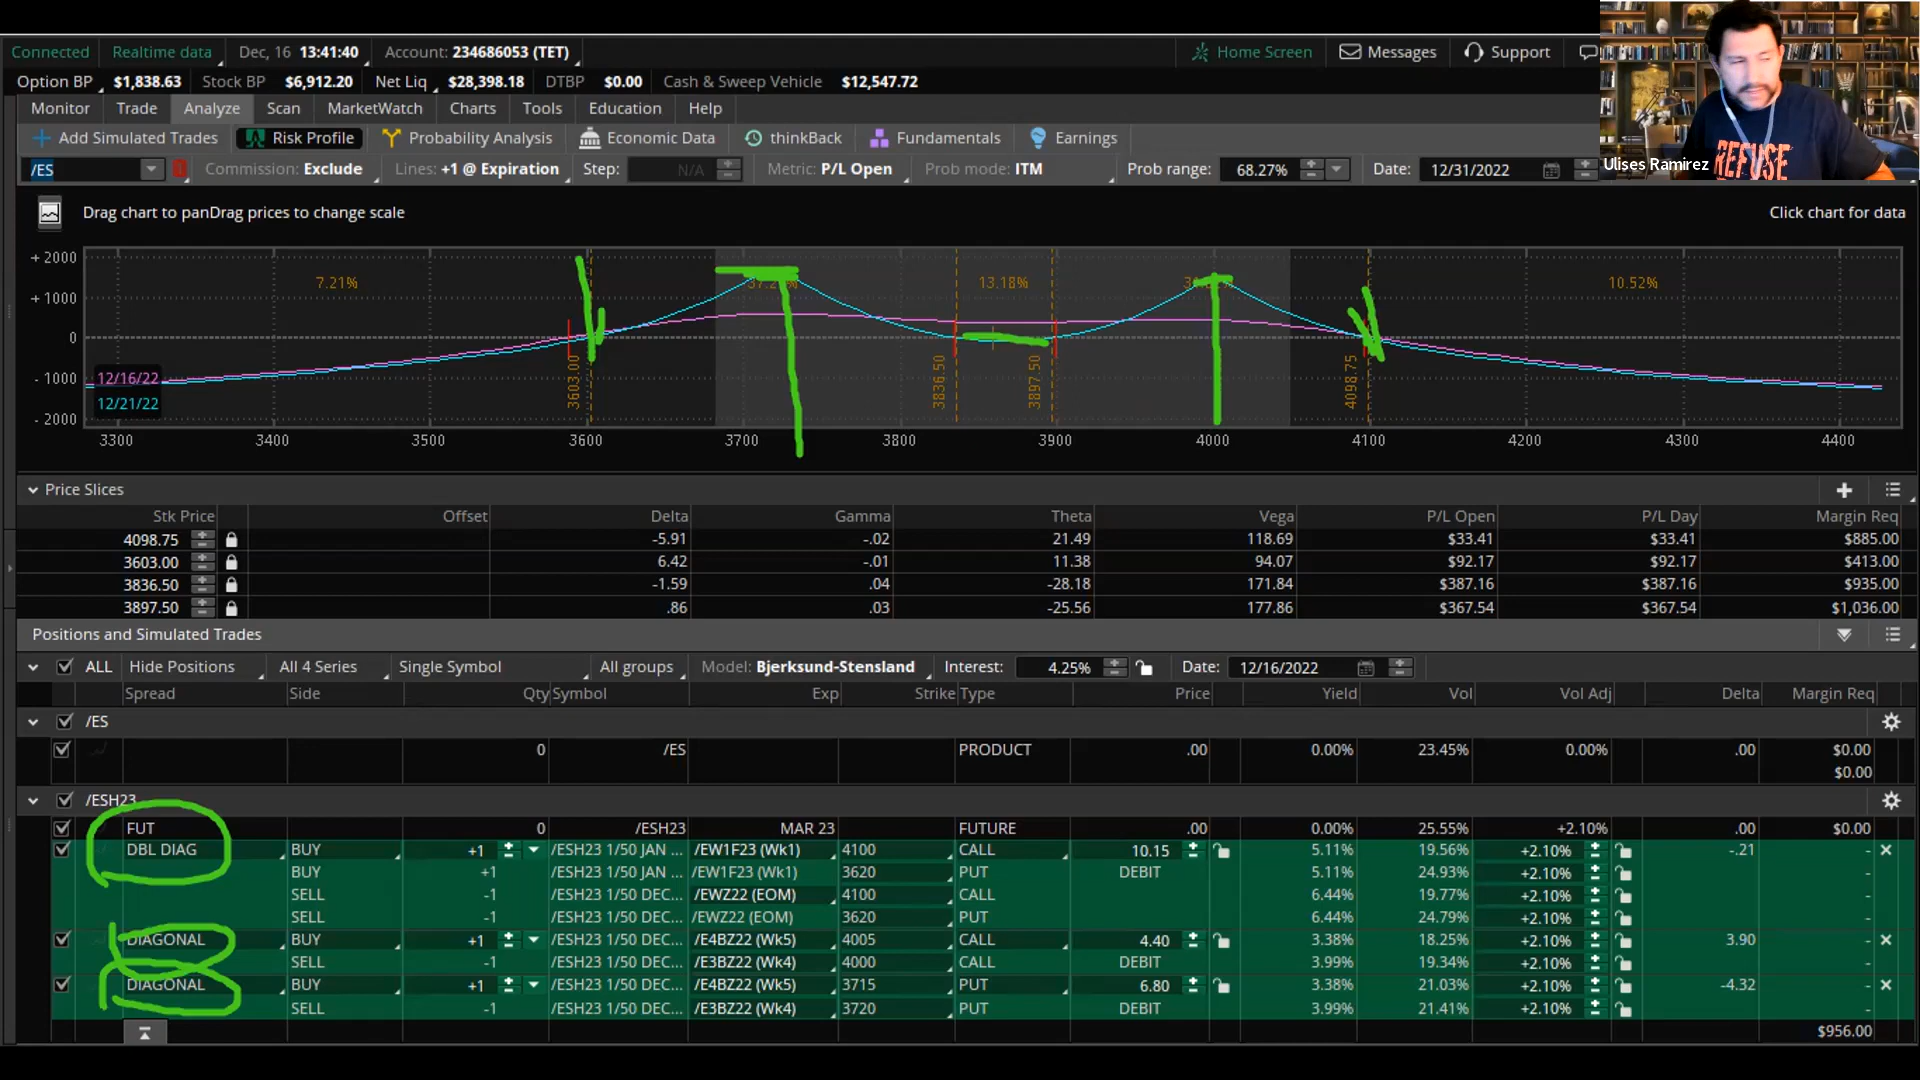 Connected Realtime data Dec, 16 13:41:40 Account: 234686053 (TET) Home Screen Messages Support
Option BP $1,838.63 Stock BP $6,912.20 Net Liq $28,398.18 DTBP $0.00 Cash & Sweep Vehicle $12,547.72
Monitor Trade Analyze Scan MarketWatch Charts Tools Education Help
Add Simulated Trades Risk Profile Probability Analysis Economic Data thinkBack Fundamentals Earnings
/ES Commission: Exclude Lines: +1 @ Expiration Step: N/A Metric: P/L Open Prob mode: ITM Prob range: 68.27% Date: 12/31/2022
Ulises Ramirez
REFUSE
Drag chart to panDrag prices to change scale Click chart for data
+2000
7.21% 13.18% 10.52%
+1000
0
-1000
-2000
12/16/22
12/21/22
3603.00 3836.50 3897.50 4098.75
3300 3400 3500 3600 3700 3800 3900 4000 4100 4200 4300 4400
Price Slices
Stk Price Offset Delta Gamma Theta Vega P/L Open P/L Day Margin Req
4098.75 -5.91 -.02 21.49 118.69 $33.41 $33.41 $885.00
3603.00 6.42 -.01 11.38 94.07 $92.17 $92.17 $413.00
3836.50 -1.59 .04 -28.18 171.84 $387.16 $387.16 $935.00
3897.50 .86 .03 -25.56 177.86 $367.54 $367.54 $1,036.00
Positions and Simulated Trades
ALL Hide Positions All 4 Series Single Symbol All groups Model: Bjerksund-Stensland Interest: 4.25% Date: 12/16/2022
Spread Side Qty Symbol Exp Strike Type Price Yield Vol Vol Adj Delta Margin Req
/ES
0 /ES PRODUCT .00 0.00% 23.45% 0.00% .00 $0.00
$0.00
/ESH23
FUT 0 /ESH23 MAR 23 FUTURE .00 0.00% 25.55% +2.10% .00 $0.00
DBL DIAG BUY +1 /ESH23 1/50 JAN ... /EW1F23 (Wk1) 4100 CALL 10.15 5.11% 19.56% +2.10% -.21 -
BUY +1 /ESH23 1/50 JAN ... /EW1F23 (Wk1) 3620 PUT DEBIT 5.11% 24.93% +2.10% -
SELL -1 /ESH23 1/50 DEC... /EWZ22 (EOM) 4100 CALL 6.44% 19.77% +2.10% -
SELL -1 /ESH23 1/50 DEC... /EWZ22 (EOM) 3620 PUT 6.44% 24.79% +2.10% -
DIAGONAL BUY +1 /ESH23 1/50 DEC... /E4BZ22 (Wk5) 4005 CALL 4.40 3.38% 18.25% +2.10% 3.90 -
SELL -1 /ESH23 1/50 DEC... /E3BZ22 (Wk4) 4000 CALL DEBIT 3.99% 19.34% +2.10% -
DIAGONAL BUY +1 /ESH23 1/50 DEC... /E4BZ22 (Wk5) 3715 PUT 6.80 3.38% 21.03% +2.10% -4.32 -
SELL -1 /ESH23 1/50 DEC... /E3BZ22 (Wk4) 3720 PUT DEBIT 3.99% 21.41% +2.10% -
$956.00